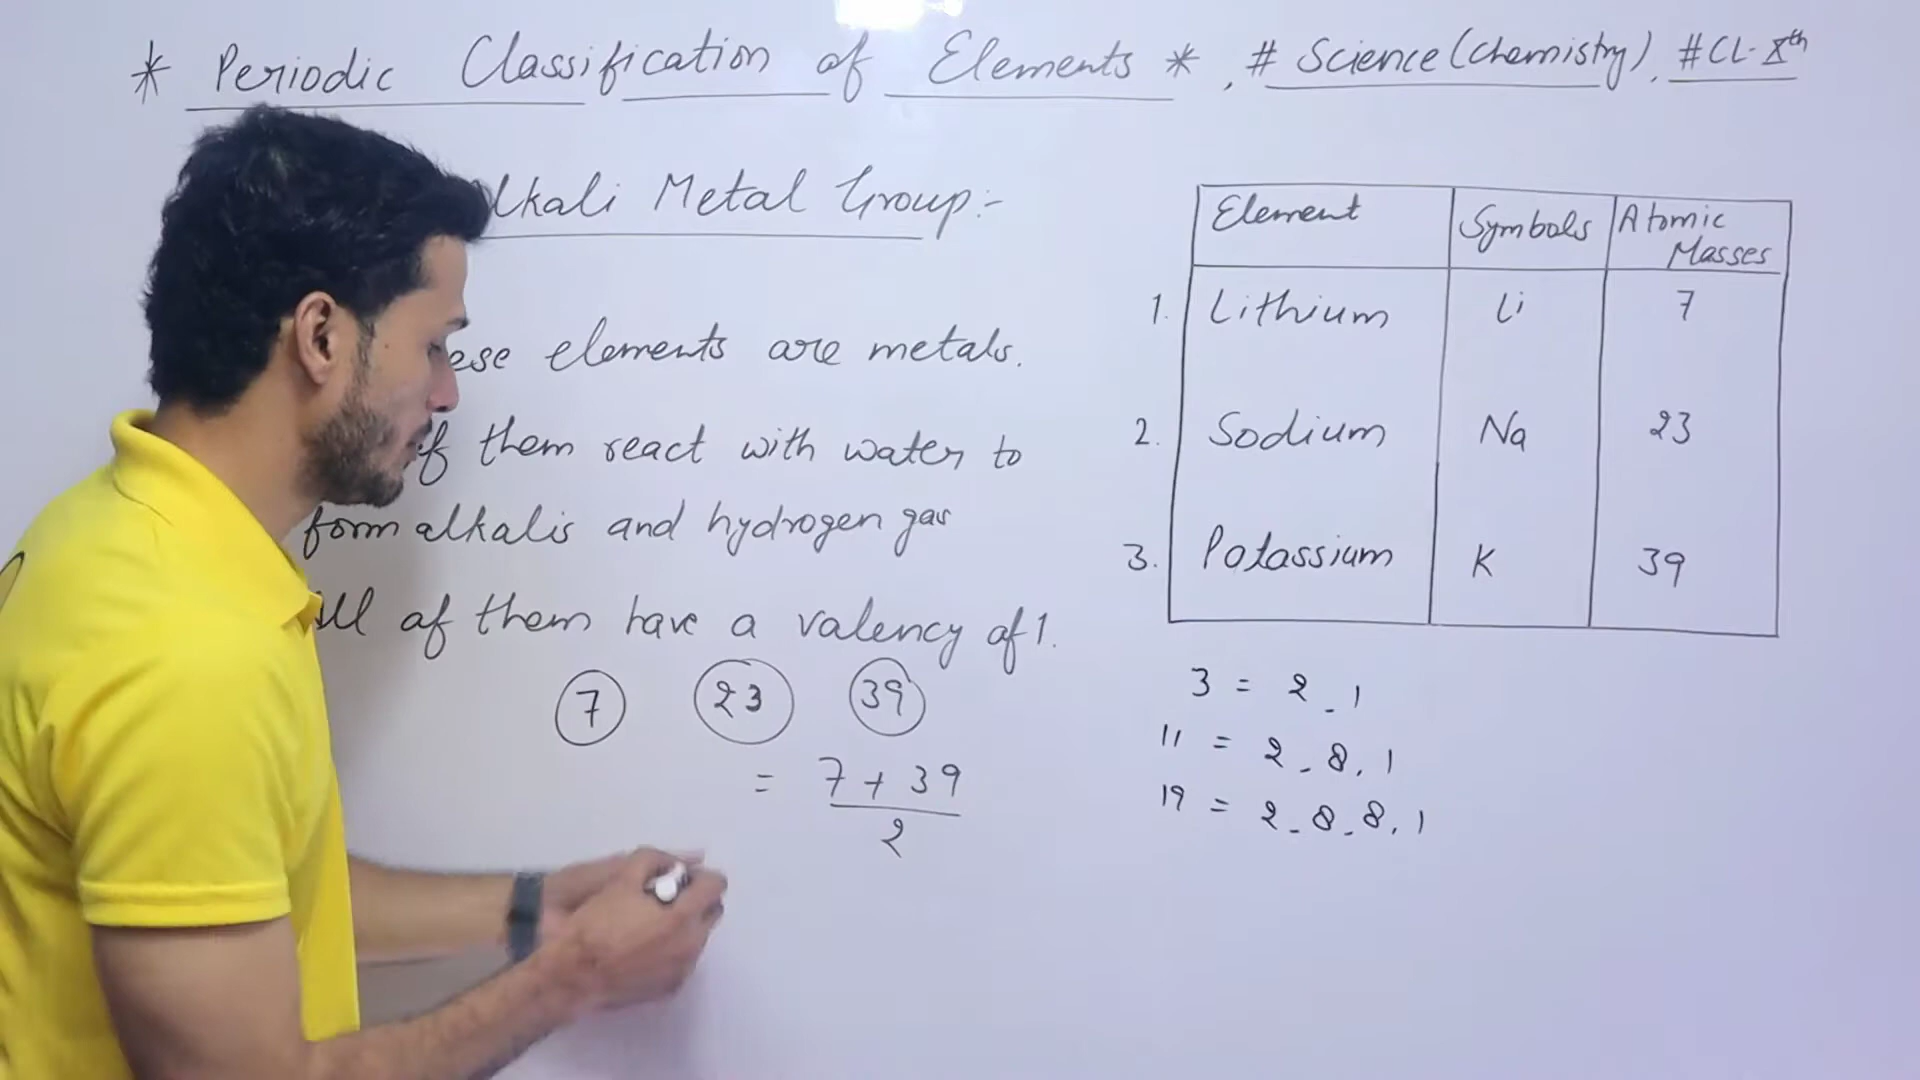 * Periodic Classification of Elements *, # Science (Chemistry), # CL- Xth
lkali Metal Group:-
ese elements are metals.
of them react with water to
form alkalis and hydrogen gas
All of them have a valency of 1.
7 23 39
= 7 + 39
2
Element Symbols Atomic Masses
1. Lithium Li 7
2. Sodium Na 23
3. Potassium K 39
3 = 2 - 1
11 = 2 - 8, 1
19 = 2 - 8 - 8, 1